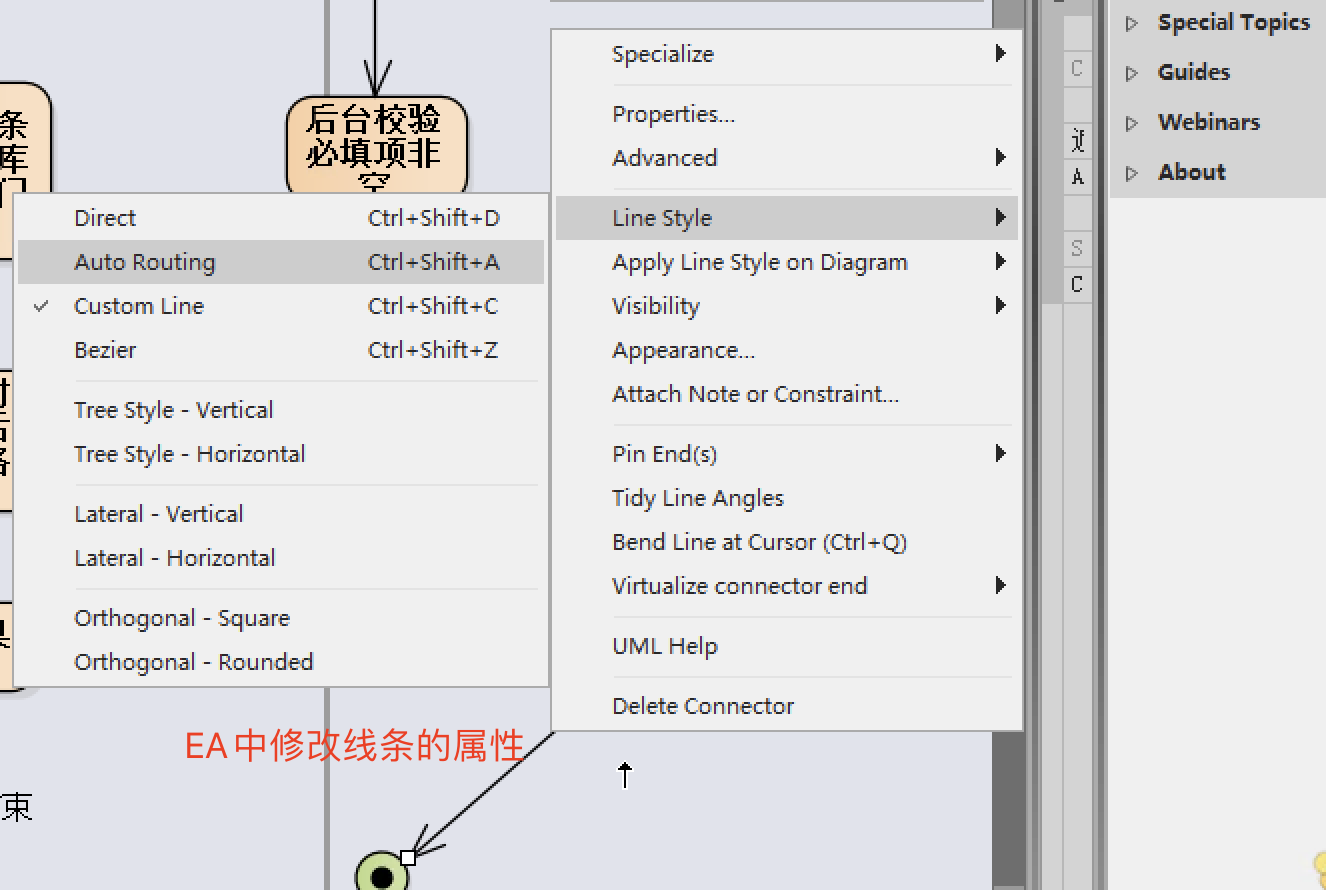 Special Topics
Guides
Webinars
About
后台校验
必填项非
空
条
库
门
Specialize
Properties...
Advanced
Line Style
Apply Line Style on Diagram
Visibility
Appearance...
Attach Note or Constraint...
Pin End(s)
Tidy Line Angles
Bend Line at Cursor (Ctrl+Q)
Virtualize connector end
UML Help
Delete Connector
Direct Ctrl+Shift+D
Auto Routing Ctrl+Shift+A
Custom Line Ctrl+Shift+C
Bezier Ctrl+Shift+Z
Tree Style - Vertical
Tree Style - Horizontal
Lateral - Vertical
Lateral - Horizontal
Orthogonal - Square
Orthogonal - Rounded
C
A
S
C
EA中修改线条的属性
束